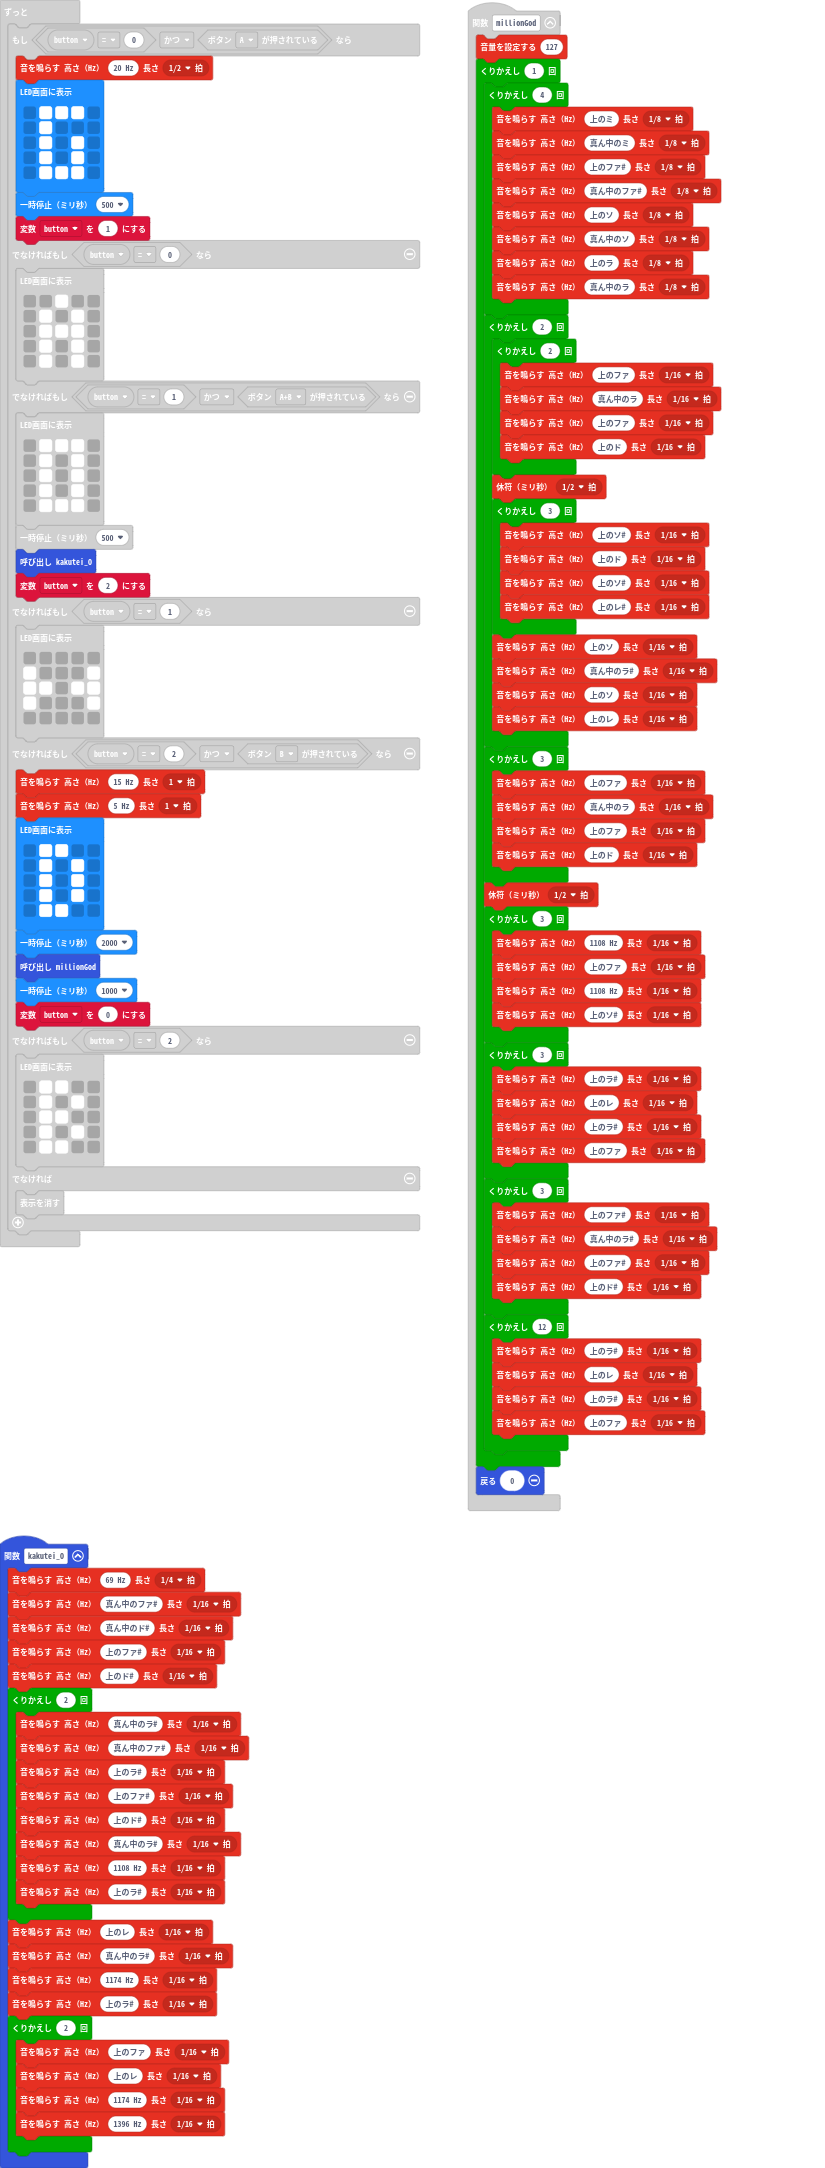 ずっと
もし button = 0 かつ ボタン A が押されている なら
音を鳴らす 高さ (Hz) 20 Hz 長さ 1/2 拍
LED画面に表示
一時停止 (ミリ秒) 500
変数 button を 1 にする
でなければもし button = 0 なら
LED画面に表示
でなければもし button = 1 かつ ボタン A+B が押されている なら
LED画面に表示
一時停止 (ミリ秒) 500
呼び出し kakutei_0
変数 button を 2 にする
でなければもし button = 1 なら
LED画面に表示
でなければもし button = 2 かつ ボタン B が押されている なら
音を鳴らす 高さ (Hz) 15 Hz 長さ 1 拍
音を鳴らす 高さ (Hz) 5 Hz 長さ 1 拍
LED画面に表示
一時停止 (ミリ秒) 2000
呼び出し millionGod
一時停止 (ミリ秒) 1000
変数 button を 0 にする
でなければもし button = 2 なら
LED画面に表示
でなければ
表示を消す
関数 millionGod
音量を設定する 127
くりかえし 1 回
くりかえし 4 回
音を鳴らす 高さ (Hz) 上のミ 長さ 1/8 拍
音を鳴らす 高さ (Hz) 真ん中のミ 長さ 1/8 拍
音を鳴らす 高さ (Hz) 上のファ# 長さ 1/8 拍
音を鳴らす 高さ (Hz) 真ん中のファ# 長さ 1/8 拍
音を鳴らす 高さ (Hz) 上のソ 長さ 1/8 拍
音を鳴らす 高さ (Hz) 真ん中のソ 長さ 1/8 拍
音を鳴らす 高さ (Hz) 上のラ 長さ 1/8 拍
音を鳴らす 高さ (Hz) 真ん中のラ 長さ 1/8 拍
くりかえし 2 回
くりかえし 2 回
音を鳴らす 高さ (Hz) 上のファ 長さ 1/16 拍
音を鳴らす 高さ (Hz) 真ん中のラ 長さ 1/16 拍
音を鳴らす 高さ (Hz) 上のファ 長さ 1/16 拍
音を鳴らす 高さ (Hz) 上のド 長さ 1/16 拍
休符 (ミリ秒) 1/2 拍
くりかえし 3 回
音を鳴らす 高さ (Hz) 上のソ# 長さ 1/16 拍
音を鳴らす 高さ (Hz) 上のド 長さ 1/16 拍
音を鳴らす 高さ (Hz) 上のソ# 長さ 1/16 拍
音を鳴らす 高さ (Hz) 上のレ# 長さ 1/16 拍
音を鳴らす 高さ (Hz) 上のソ 長さ 1/16 拍
音を鳴らす 高さ (Hz) 真ん中のラ# 長さ 1/16 拍
音を鳴らす 高さ (Hz) 上のソ 長さ 1/16 拍
音を鳴らす 高さ (Hz) 上のレ 長さ 1/16 拍
くりかえし 3 回
音を鳴らす 高さ (Hz) 上のファ 長さ 1/16 拍
音を鳴らす 高さ (Hz) 真ん中のラ 長さ 1/16 拍
音を鳴らす 高さ (Hz) 上のファ 長さ 1/16 拍
音を鳴らす 高さ (Hz) 上のド 長さ 1/16 拍
休符 (ミリ秒) 1/2 拍
くりかえし 3 回
音を鳴らす 高さ (Hz) 1108 Hz 長さ 1/16 拍
音を鳴らす 高さ (Hz) 上のファ 長さ 1/16 拍
音を鳴らす 高さ (Hz) 1108 Hz 長さ 1/16 拍
音を鳴らす 高さ (Hz) 上のソ# 長さ 1/16 拍
くりかえし 3 回
音を鳴らす 高さ (Hz) 上のラ# 長さ 1/16 拍
音を鳴らす 高さ (Hz) 上のレ 長さ 1/16 拍
音を鳴らす 高さ (Hz) 上のラ# 長さ 1/16 拍
音を鳴らす 高さ (Hz) 上のファ 長さ 1/16 拍
くりかえし 3 回
音を鳴らす 高さ (Hz) 上のファ# 長さ 1/16 拍
音を鳴らす 高さ (Hz) 真ん中のラ# 長さ 1/16 拍
音を鳴らす 高さ (Hz) 上のファ# 長さ 1/16 拍
音を鳴らす 高さ (Hz) 上のド# 長さ 1/16 拍
くりかえし 12 回
音を鳴らす 高さ (Hz) 上のラ# 長さ 1/16 拍
音を鳴らす 高さ (Hz) 上のレ 長さ 1/16 拍
音を鳴らす 高さ (Hz) 上のラ# 長さ 1/16 拍
音を鳴らす 高さ (Hz) 上のファ 長さ 1/16 拍
戻る 0
関数 kakutei_0
音を鳴らす 高さ (Hz) 69 Hz 長さ 1/4 拍
音を鳴らす 高さ (Hz) 真ん中のファ# 長さ 1/16 拍
音を鳴らす 高さ (Hz) 真ん中のド# 長さ 1/16 拍
音を鳴らす 高さ (Hz) 上のファ# 長さ 1/16 拍
音を鳴らす 高さ (Hz) 上のド# 長さ 1/16 拍
くりかえし 2 回
音を鳴らす 高さ (Hz) 真ん中のラ# 長さ 1/16 拍
音を鳴らす 高さ (Hz) 真ん中のファ# 長さ 1/16 拍
音を鳴らす 高さ (Hz) 上のラ# 長さ 1/16 拍
音を鳴らす 高さ (Hz) 上のファ# 長さ 1/16 拍
音を鳴らす 高さ (Hz) 上のド# 長さ 1/16 拍
音を鳴らす 高さ (Hz) 真ん中のラ# 長さ 1/16 拍
音を鳴らす 高さ (Hz) 1108 Hz 長さ 1/16 拍
音を鳴らす 高さ (Hz) 上のラ# 長さ 1/16 拍
音を鳴らす 高さ (Hz) 上のレ 長さ 1/16 拍
音を鳴らす 高さ (Hz) 真ん中のラ# 長さ 1/16 拍
音を鳴らす 高さ (Hz) 1174 Hz 長さ 1/16 拍
音を鳴らす 高さ (Hz) 上のラ# 長さ 1/16 拍
くりかえし 2 回
音を鳴らす 高さ (Hz) 上のファ 長さ 1/16 拍
音を鳴らす 高さ (Hz) 上のレ 長さ 1/16 拍
音を鳴らす 高さ (Hz) 1174 Hz 長さ 1/16 拍
音を鳴らす 高さ (Hz) 1396 Hz 長さ 1/16 拍